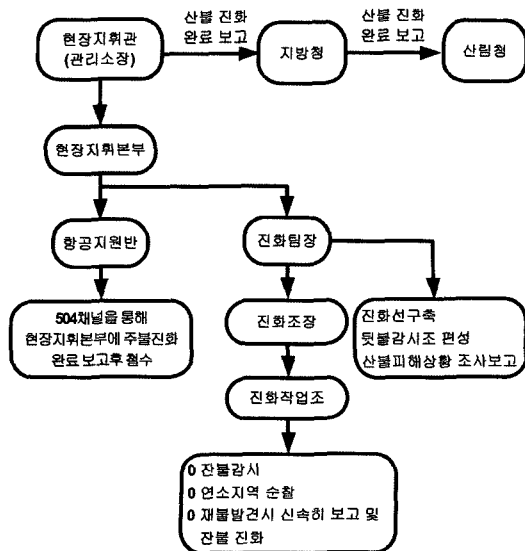 현장지휘관
(관리소장)
산불 진화
완료 보고
지방청
산불 진화
완료 보고
산림청
현장지휘본부
항공지원반
진화팀장
504채널을 통해
현장지휘본부에 주불진화
완료 보고후 철수
진화조장
진화선구축
뒷불감시조 편성
산불피해상황 조사보고
진화작업조
0 잔불감시
0 연소지역 순찰
0 재불발견시 신속히 보고 및
잔불 진화